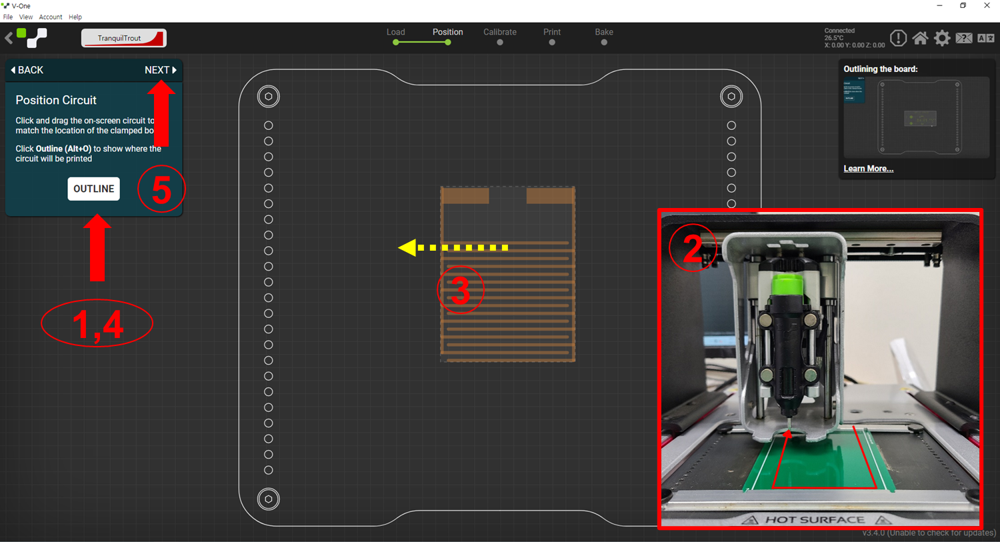 V-One
File View Account Help
TranquilTrout
Load Position Calibrate Print Bake
Connected
26.5°C
X: 0.00 Y: 0.00 Z: 0.00
BACK NEXT
Position Circuit
Click and drag the on-screen circuit to
match the location of the clamped bo
Click Outline (Alt+O) to show where the
circuit will be printed
OUTLINE
5
1,4
3
Outlining the board:
Learn More...
2
HOT SURFACE
v3.4.0 (Unable to check for updates)